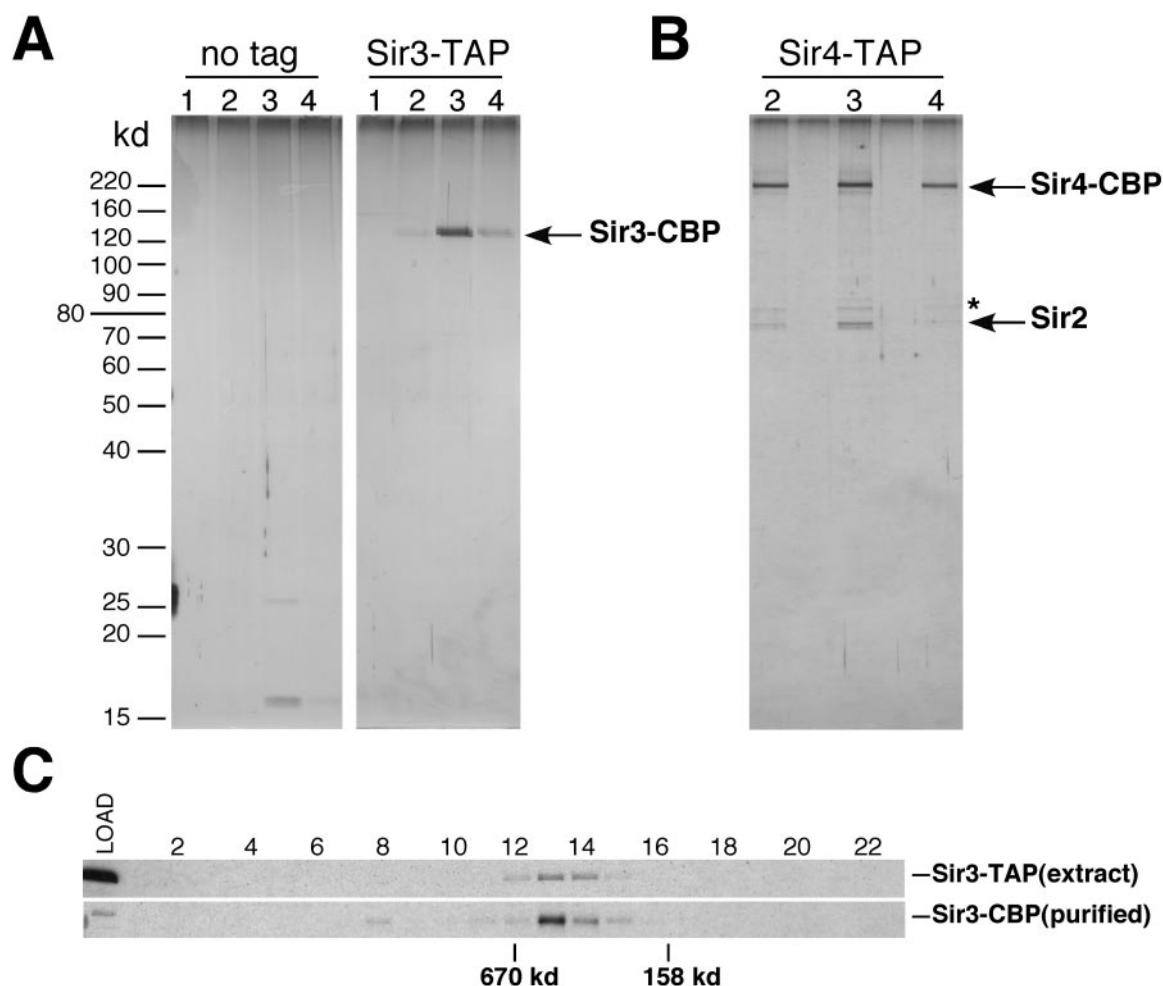 A
no tag
Sir3-TAP
1 2 3 4
1 2 3 4
kd
220
160
120
100
90
80
70
60
50
40
30
25
20
15
Sir3-CBP
B
Sir4-TAP
2 3 4
Sir4-CBP
*
Sir2
C
LOAD
2 4 6 8 10 12 14 16 18 20 22
–Sir3-TAP(extract)
–Sir3-CBP(purified)
670 kd
158 kd